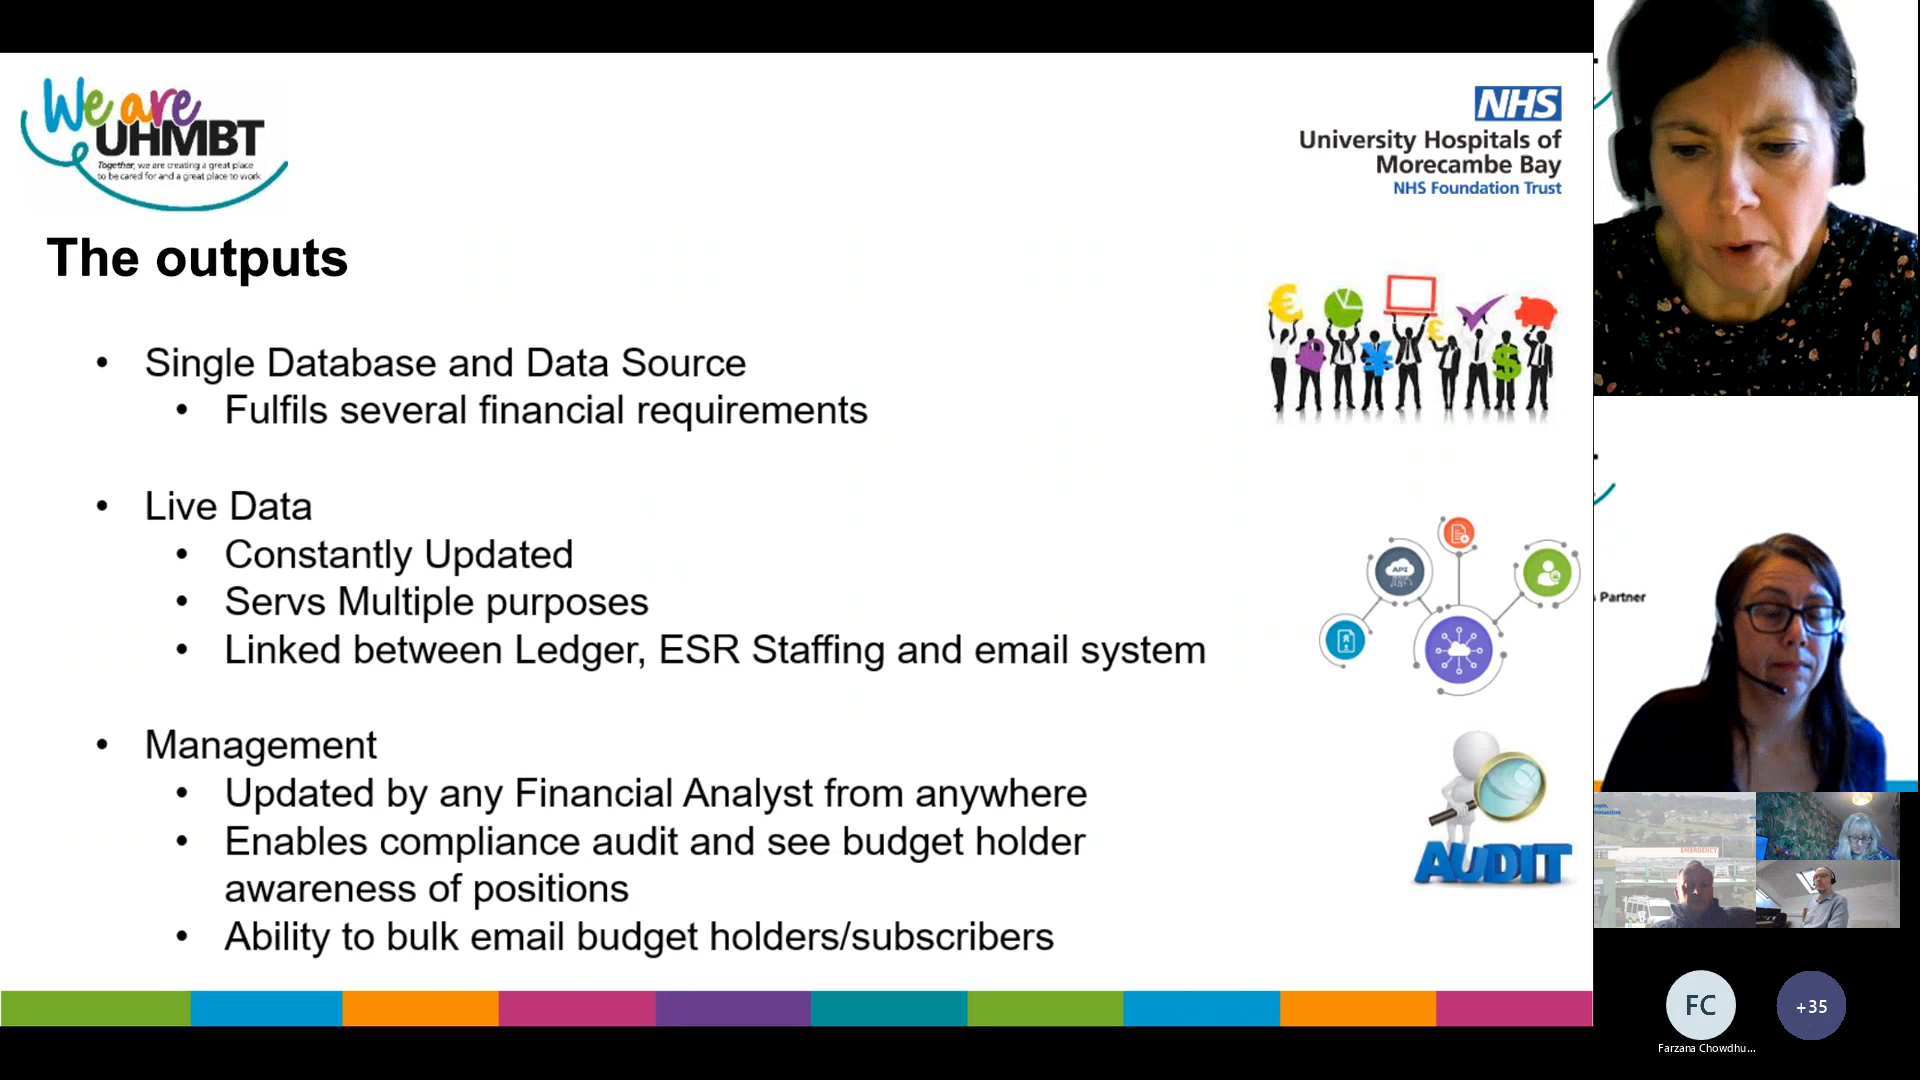 We are
UHMBT
Together, we are creating a great place
to be cared for and a great place to work
NHS
University Hospitals of
Morecambe Bay
NHS Foundation Trust
The outputs
• Single Database and Data Source
• Fulfils several financial requirements
• Live Data
• Constantly Updated
• Servs Multiple purposes
• Linked between Ledger, ESR Staffing and email system
API
• Management
• Updated by any Financial Analyst from anywhere
• Enables compliance audit and see budget holder
awareness of positions
• Ability to bulk email budget holders/subscribers
AUDIT
Partner
EMERGENCY
FC
Farzana Chowdhu...
+35